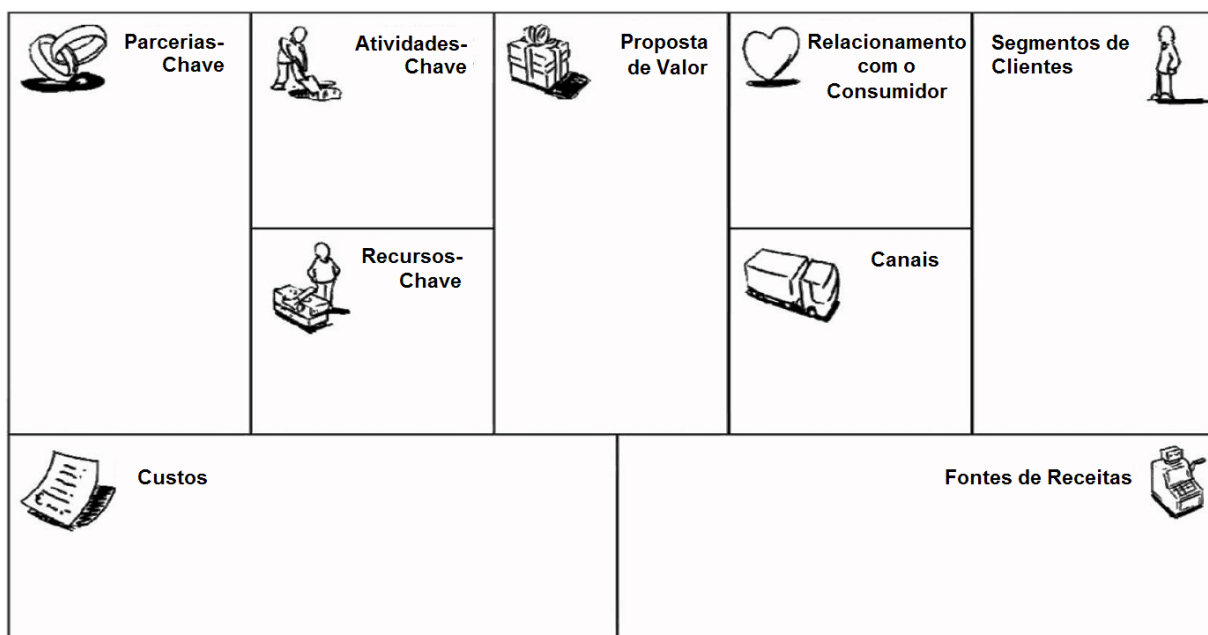 Parcerias-
Chave
Atividades-
Chave
Recursos-
Chave
Proposta
de Valor
Relacionamento
com o
Consumidor
Canais
Segmentos de
Clientes
Custos
Fontes de Receitas